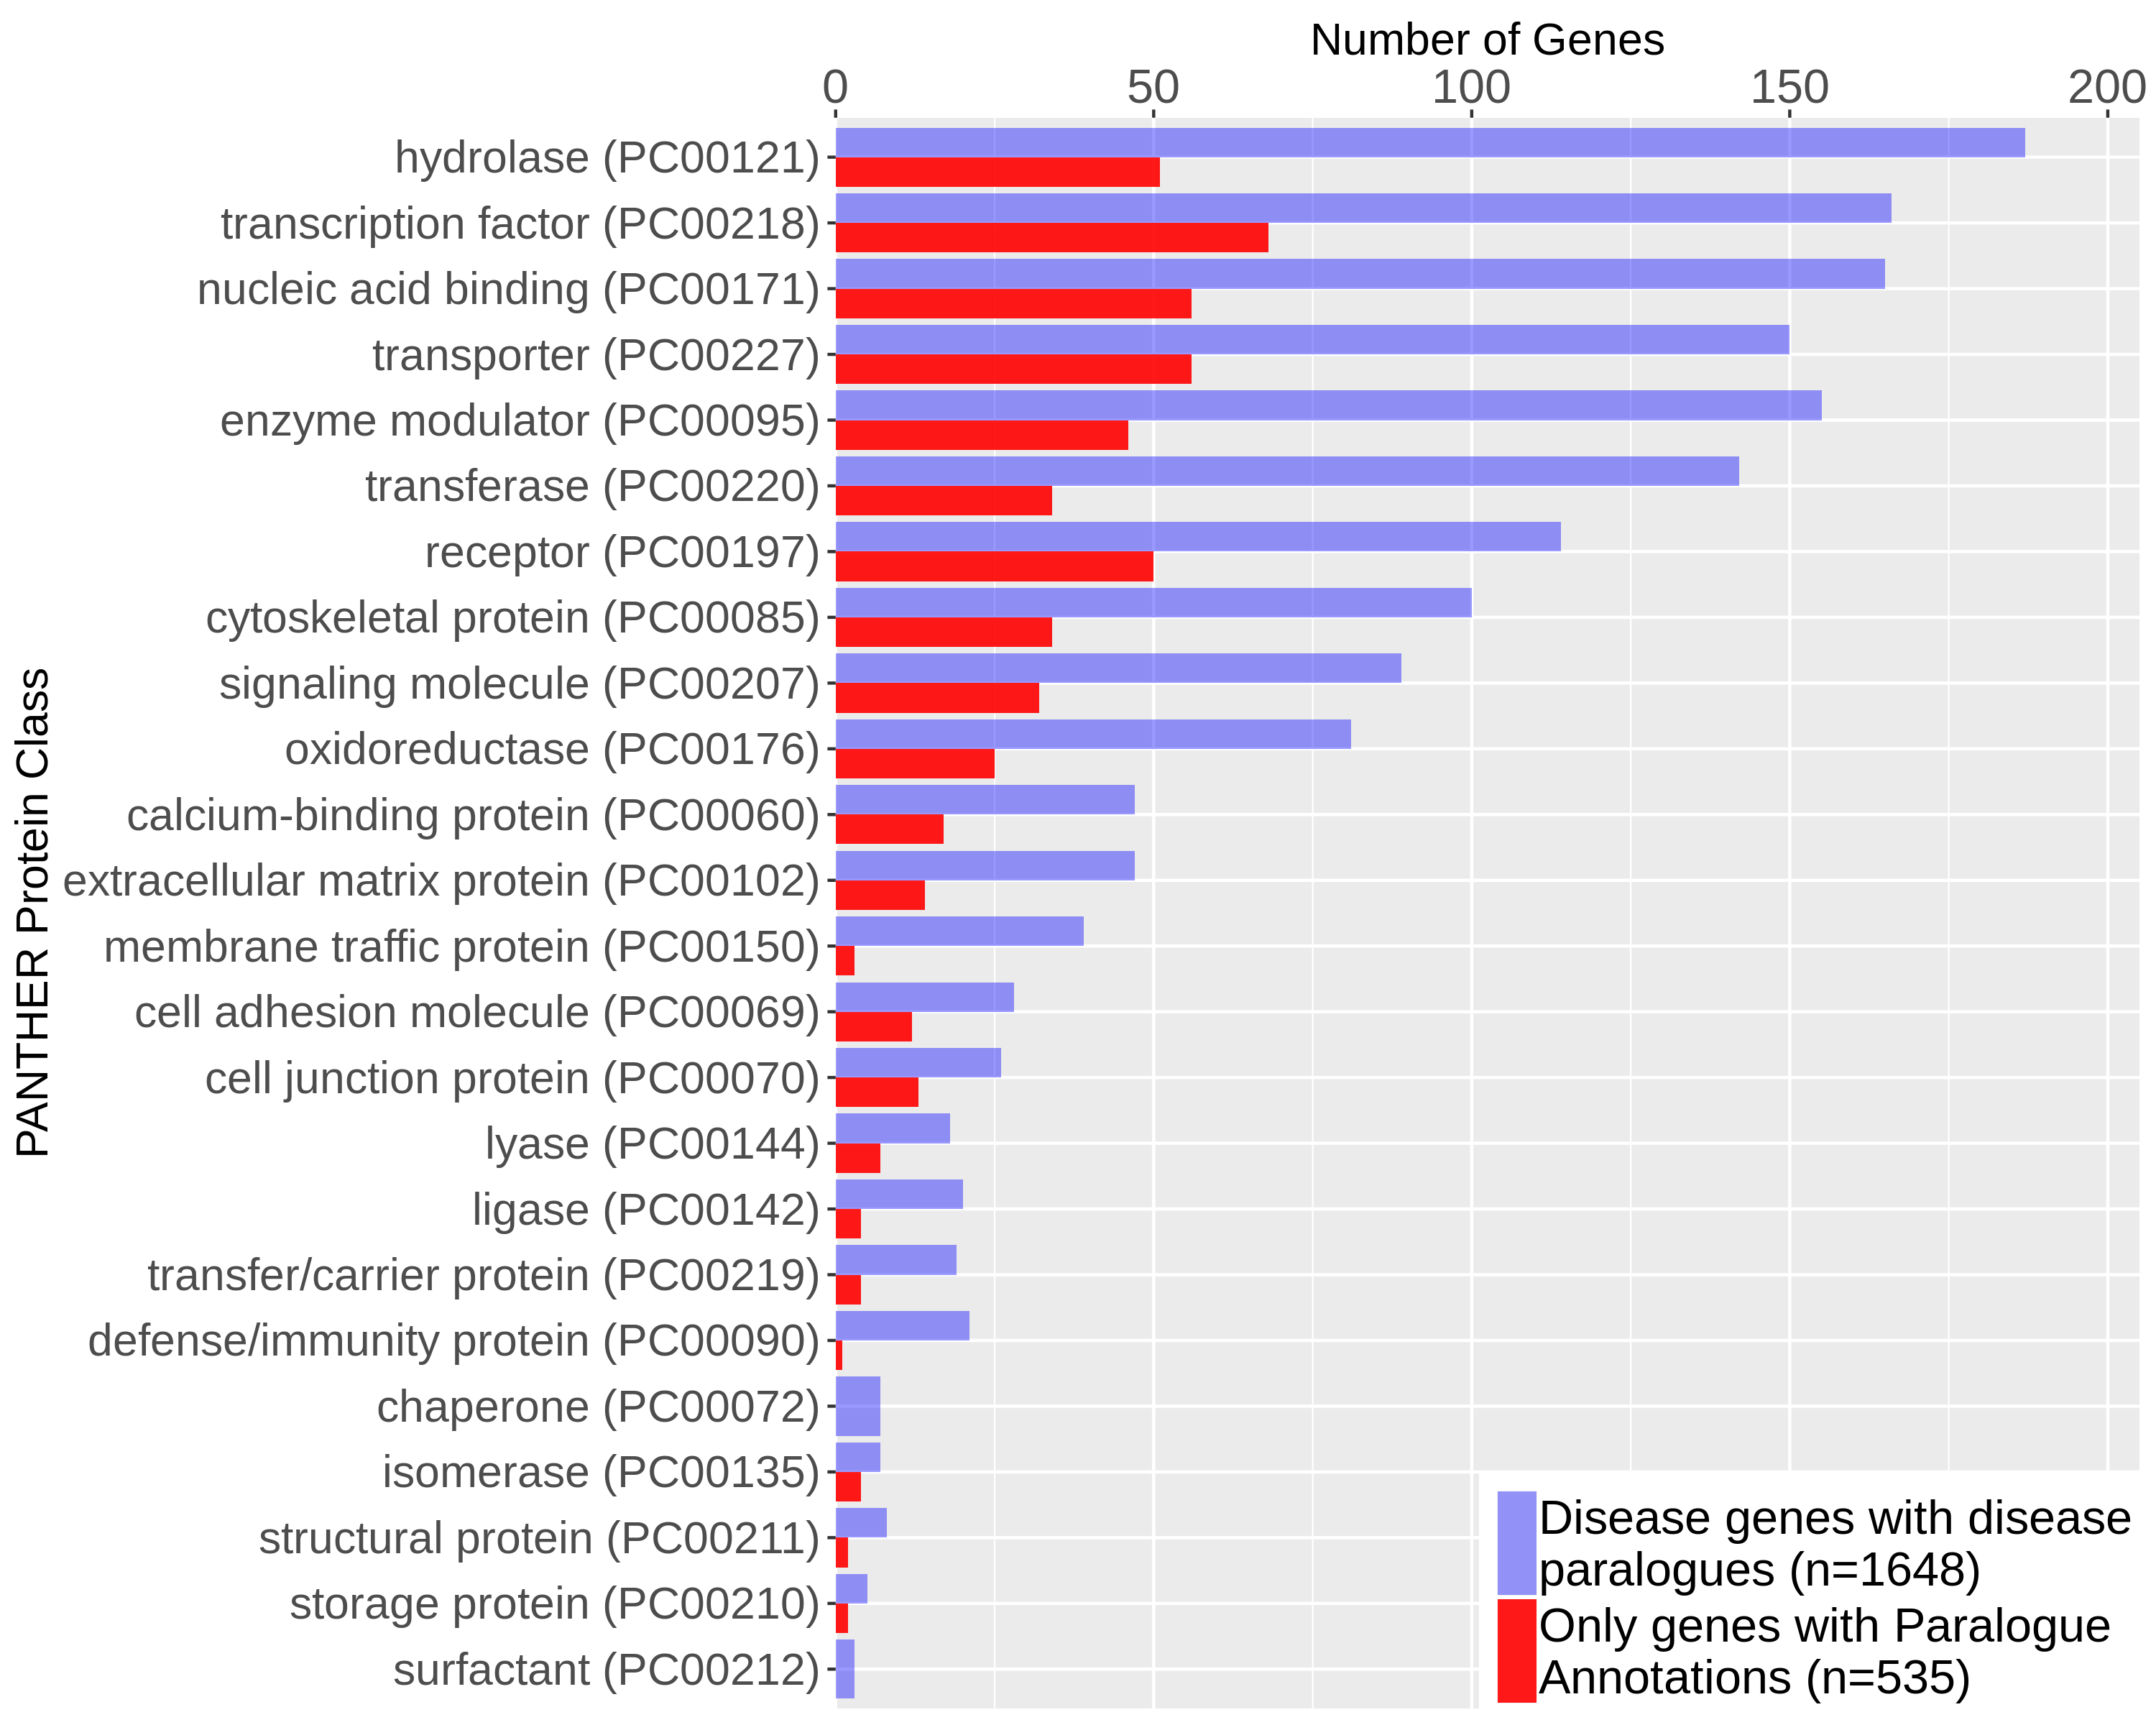 Number of Genes
0 50 100 150 200
hydrolase (PC00121)
transcription factor (PC00218)
nucleic acid binding (PC00171)
transporter (PC00227)
enzyme modulator (PC00095)
transferase (PC00220)
receptor (PC00197)
cytoskeletal protein (PC00085)
signaling molecule (PC00207)
oxidoreductase (PC00176)
calcium-binding protein (PC00060)
extracellular matrix protein (PC00102)
membrane traffic protein (PC00150)
cell adhesion molecule (PC00069)
cell junction protein (PC00070)
lyase (PC00144)
ligase (PC00142)
transfer/carrier protein (PC00219)
defense/immunity protein (PC00090)
chaperone (PC00072)
isomerase (PC00135)
structural protein (PC00211)
storage protein (PC00210)
surfactant (PC00212)
PANTHER Protein Class
Disease genes with disease
paralogues (n=1648)
Only genes with Paralogue
Annotations (n=535)